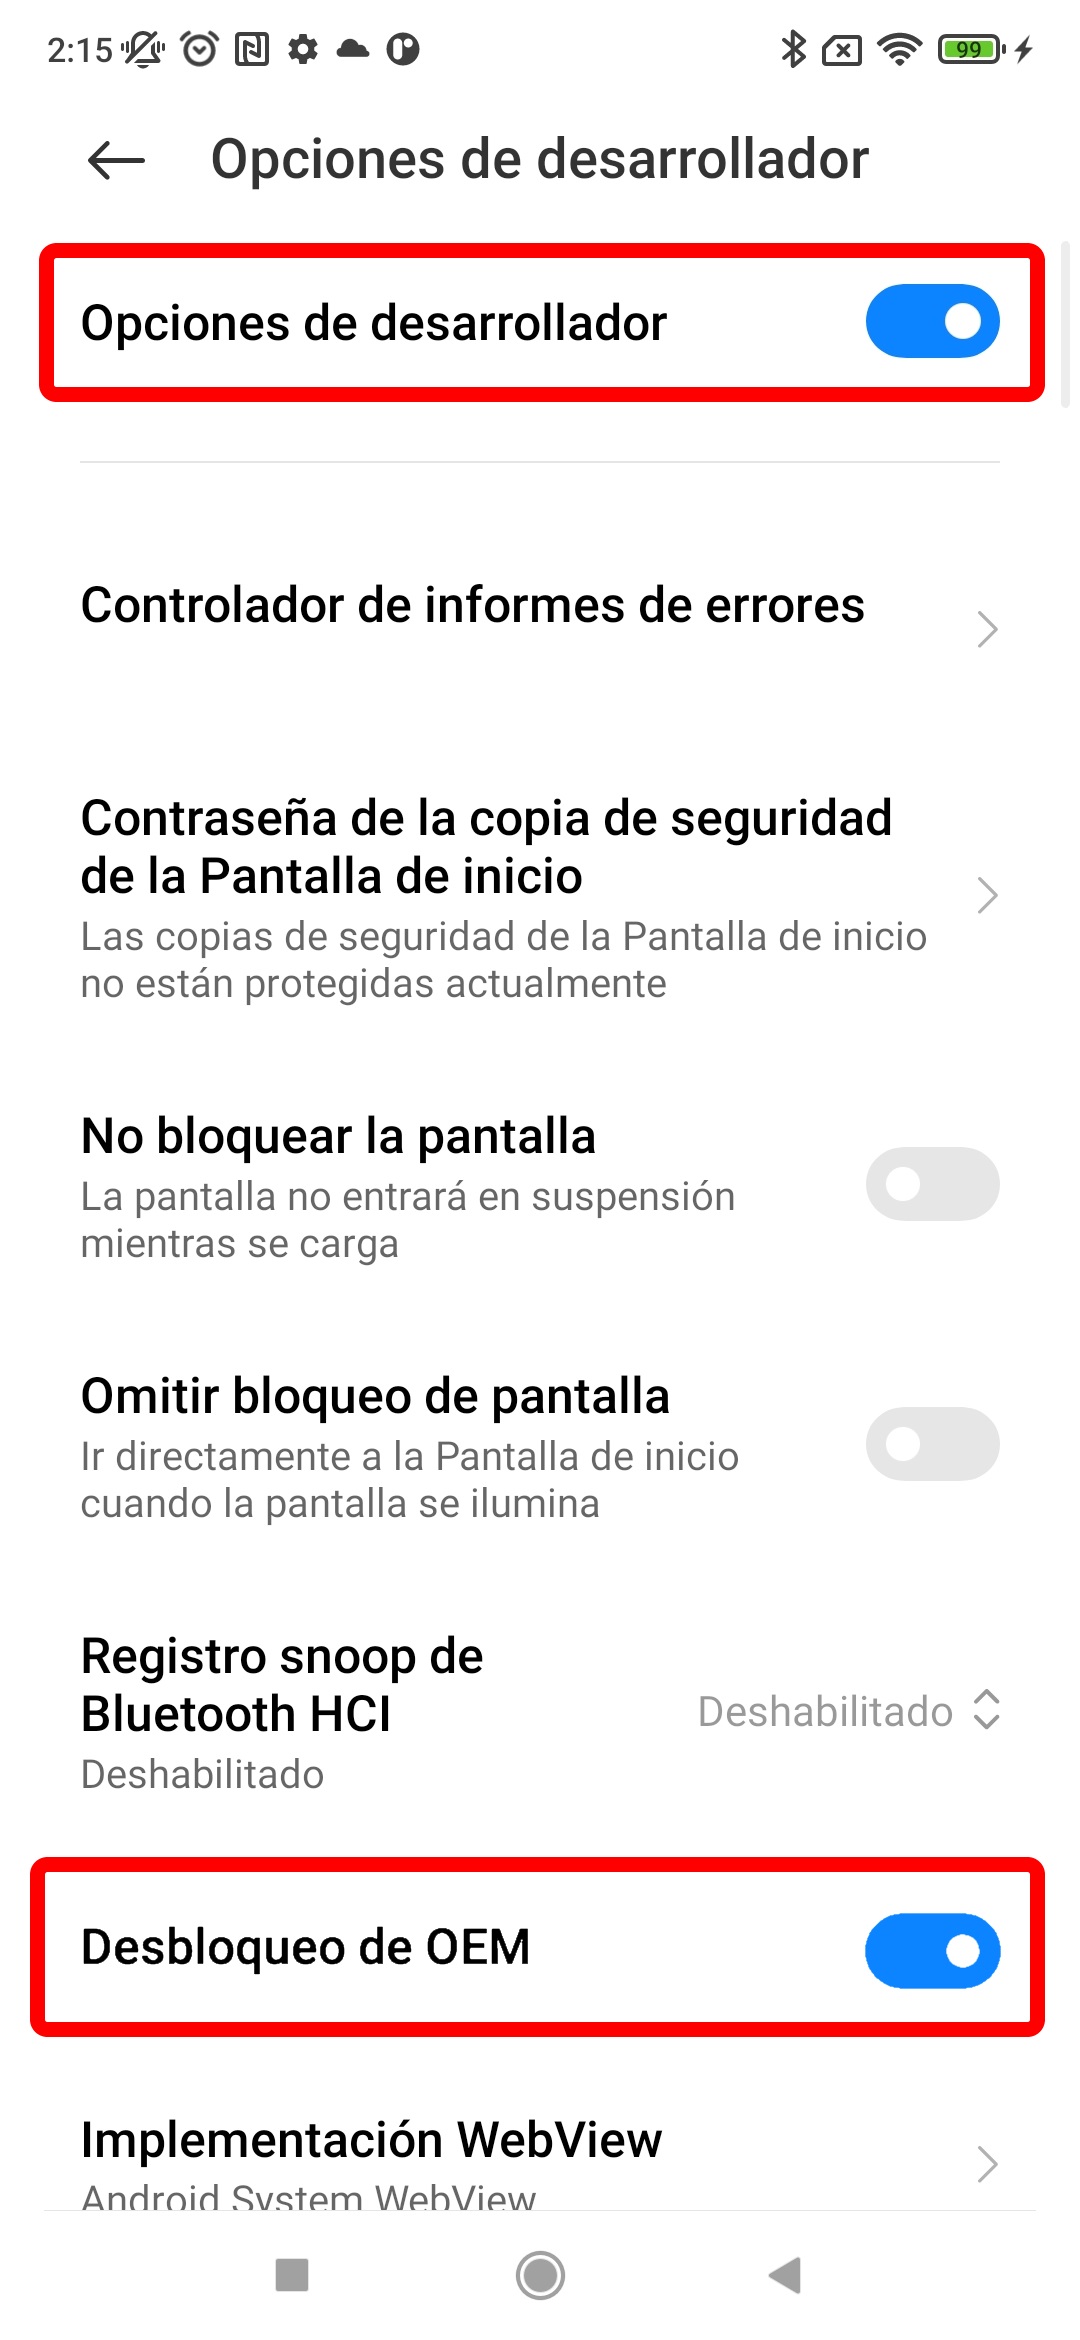 2:15
99
Opciones de desarrollador
Opciones de desarrollador
Controlador de informes de errores
Contraseña de la copia de seguridad
de la Pantalla de inicio
Las copias de seguridad de la Pantalla de inicio
no están protegidas actualmente
No bloquear la pantalla
La pantalla no entrará en suspensión
mientras se carga
Omitir bloqueo de pantalla
Ir directamente a la Pantalla de inicio
cuando la pantalla se ilumina
Registro snoop de
Bluetooth HCI
Deshabilitado
Deshabilitado
Desbloqueo de OEM
Implementación WebView
Android System WebView